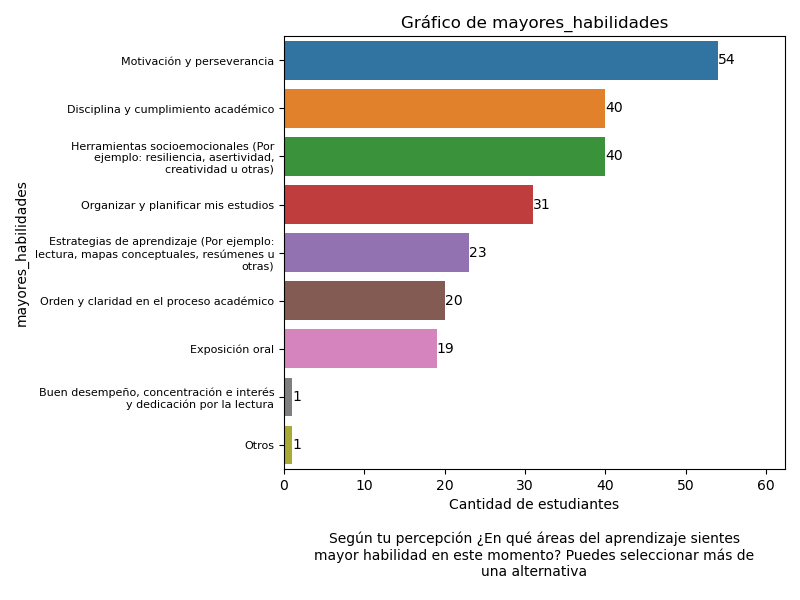 Gráfico de mayores_habilidades
mayores_habilidades
Motivación y perseverancia
54
Disciplina y cumplimiento académico
40
Herramientas socioemocionales (Por
ejemplo: resiliencia, asertividad,
creatividad u otras)
40
Organizar y planificar mis estudios
31
Estrategias de aprendizaje (Por ejemplo:
lectura, mapas conceptuales, resúmenes u
otras)
23
Orden y claridad en el proceso académico
20
Exposición oral
19
Buen desempeño, concentración e interés
y dedicación por la lectura
1
Otros
1
0 10 20 30 40 50 60
Cantidad de estudiantes
Según tu percepción ¿En qué áreas del aprendizaje sientes
mayor habilidad en este momento? Puedes seleccionar más de
una alternativa